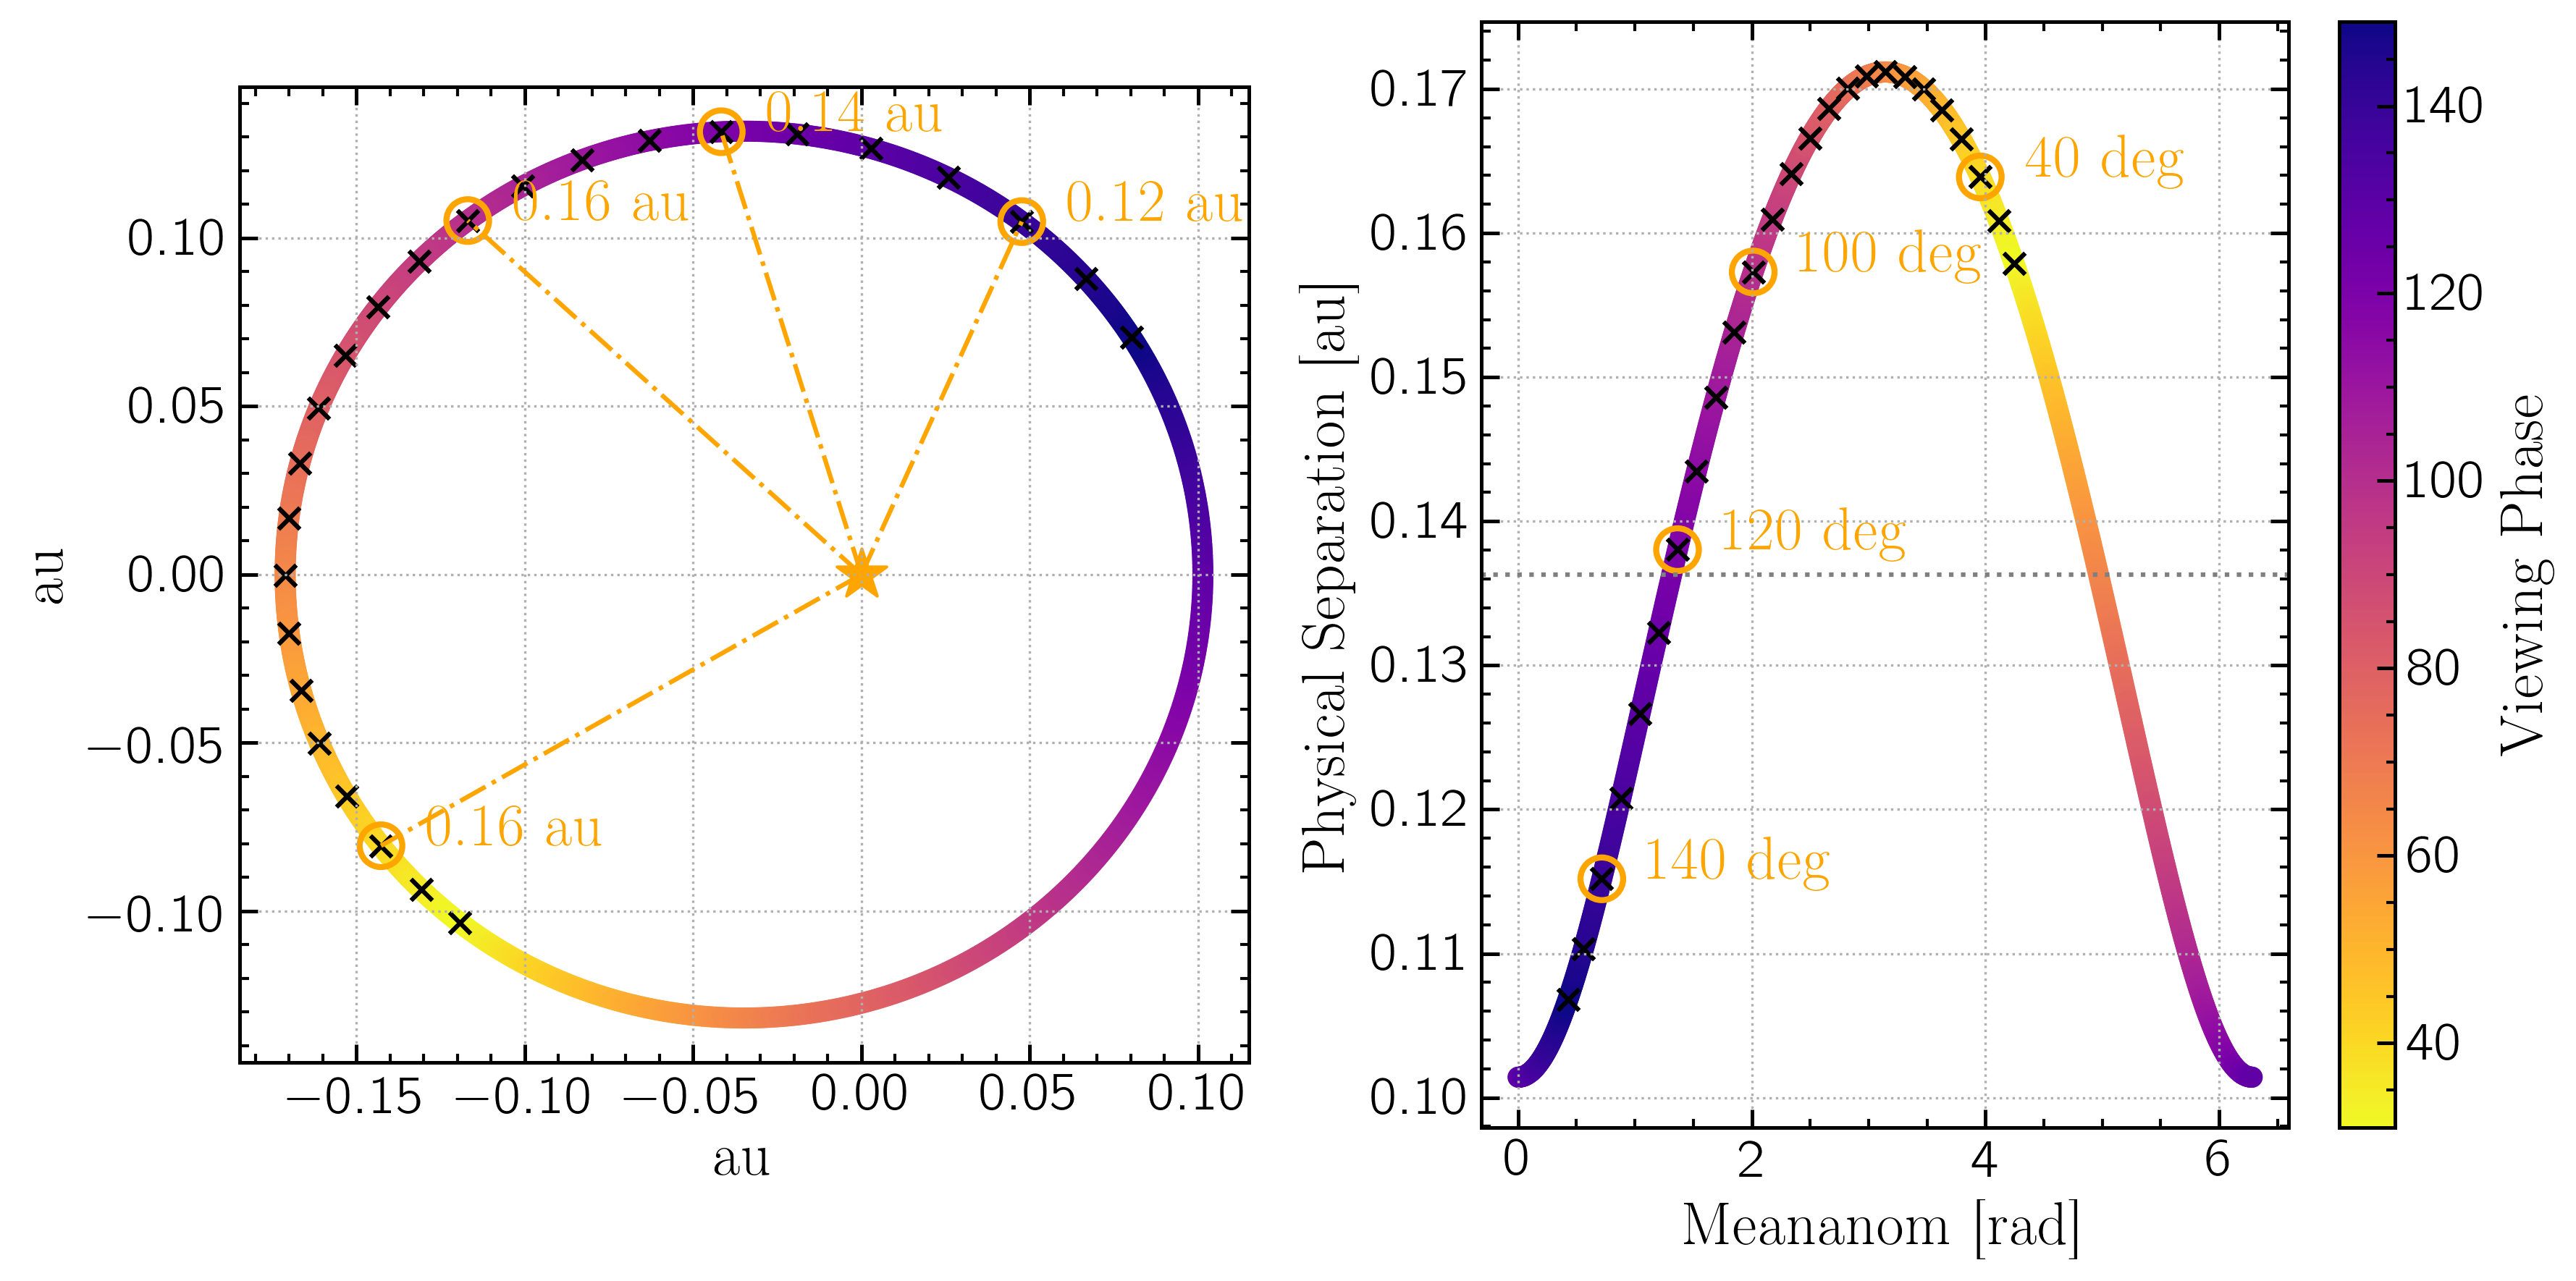 0.14 au
0.16 au
0.12 au
0.16 au
0.10
0.05
0.00
−0.05
−0.10
au
−0.15
−0.10
−0.05
0.00
0.05
0.10
au
0.17
0.16
0.15
0.14
0.13
0.12
0.11
0.10
Physical Separation [au]
40 deg
100 deg
120 deg
140 deg
0
2
4
6
Meananom [rad]
140
120
100
80
60
40
Viewing Phase